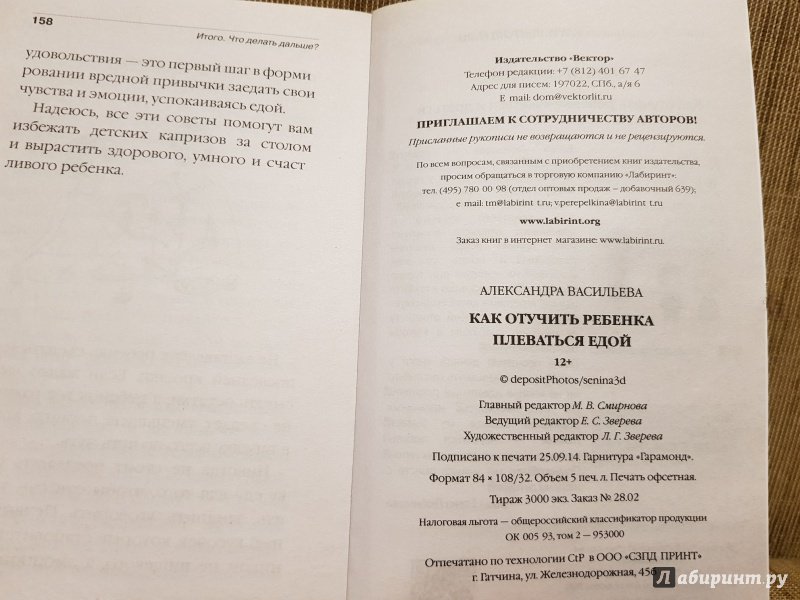 158
Итого. Что делать дальше?
удовольствия — это первый шаг в форми
ровании вредной привычки заедать свои
чувства и эмоции, успокаиваясь едой.
Надеюсь, все эти советы помогут вам
избежать детских капризов за столом
и вырастить здорового, умного и счаст
ливого ребенка.
Издательство «Вектор»
Телефон редакции: +7 (812) 401 67 47
Адрес для писем: 197022, СПб., а/я 6
E mail: dom@vektorlit.ru
ПРИГЛАШАЕМ К СОТРУДНИЧЕСТВУ АВТОРОВ!
Присланные рукописи не возвращаются и не рецензируются.
По всем вопросам, связанным с приобретением книг издательства,
просим обращаться в торговую компанию «Лабиринт»:
тел. (495) 780 00 98 (отдел оптовых продаж – добавочный 639);
e mail: tm@labirint t.ru; v.perepelkina@labirint t.ru
www.labirint.org
Заказ книг в интернет магазине: www.labirint.ru.
АЛЕКСАНДРА ВАСИЛЬЕВА
КАК ОТУЧИТЬ РЕБЕНКА
ПЛЕВАТЬСЯ ЕДОЙ
12+
© depositPhotos/senina3d
Главный редактор М. В. Смирнова
Ведущий редактор Е. С. Зверева
Художественный редактор Л. Г. Зверева
Подписано к печати 25.09.14. Гарнитура «Гарамонд».
Формат 84 × 108/32. Объем 5 печ. л. Печать офсетная.
Тираж 3000 экз. Заказ № 28.02
Налоговая льгота — общероссийский классификатор продукции
ОК 005 93, том 2 – 953000
Отпечатано по технологии CtP в ООО «СЗПД ПРИНТ»
г. Гатчина, ул. Железнодорожная, 45б
Лабиринт.ру